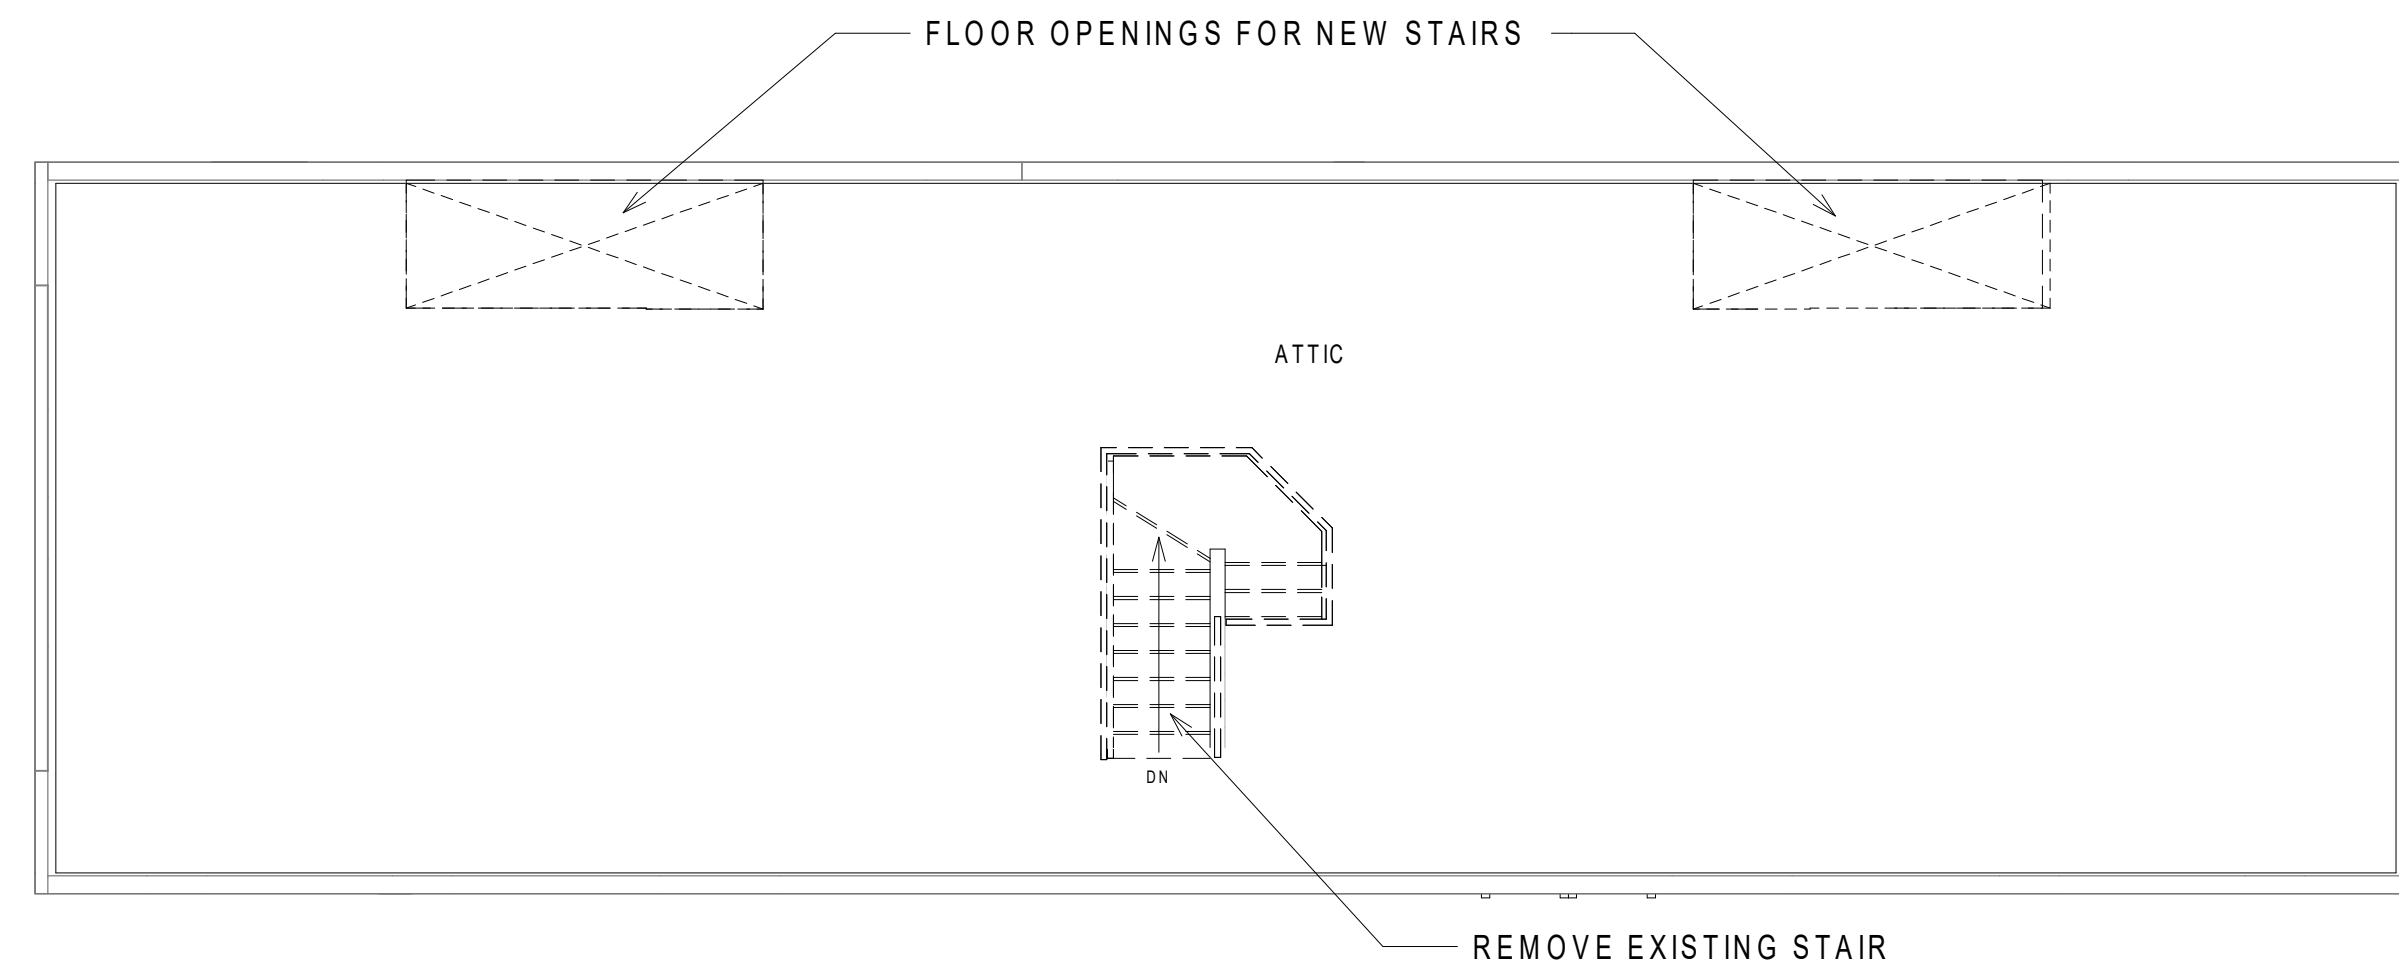 FLOOR OPENINGS FOR NEW STAIRS
ATTIC
DN
REMOVE EXISTING STAIR